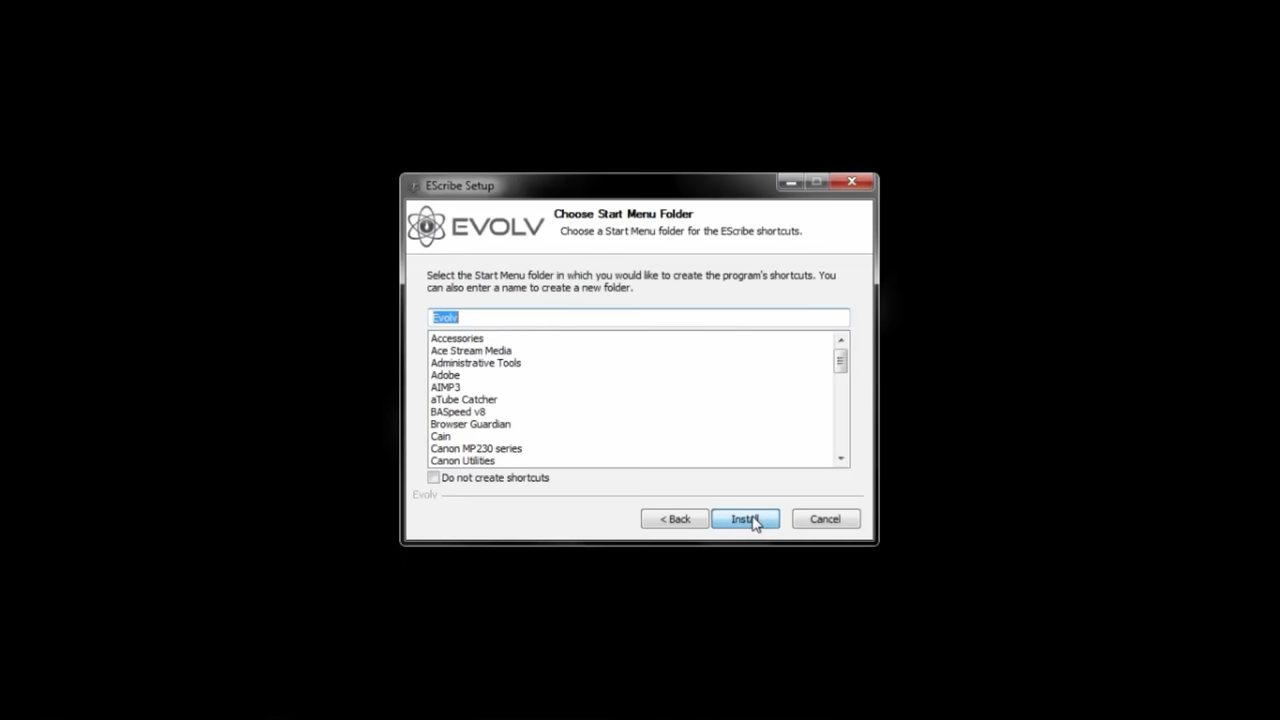 EScribe Setup
EVOLV
Choose Start Menu Folder
Choose a Start Menu folder for the EScribe shortcuts.
Select the Start Menu folder in which you would like to create the program's shortcuts. You
can also enter a name to create a new folder.
Evolv
Accessories
Ace Stream Media
Administrative Tools
Adobe
AIMP3
aTube Catcher
BASpeed v8
Browser Guardian
Cain
Canon MP230 series
Canon Utilities
Do not create shortcuts
Evolv
< Back
Install
Cancel